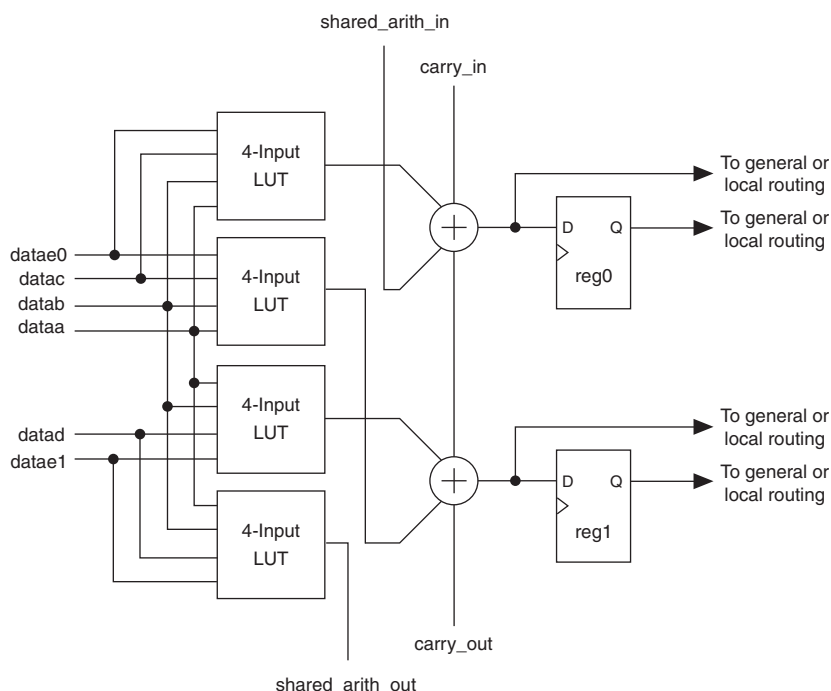 shared_arith_in
carry_in
4-Input
LUT
To general or
local routing
D Q
To general or
local routing
reg0
datae0
datac
datab
dataa
4-Input
LUT
4-Input
LUT
datad
datae1
To general or
local routing
D Q
To general or
local routing
reg1
4-Input
LUT
carry_out
shared_arith_out